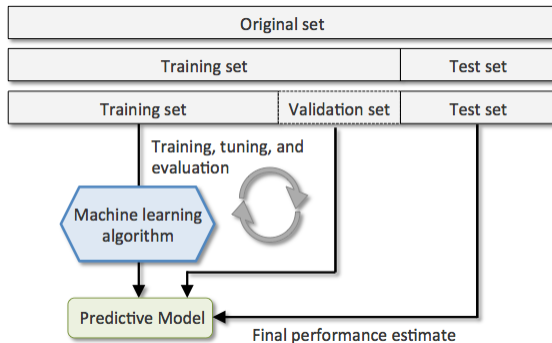 Original set
Training set
Test set
Training set
Validation set
Test set
Training, tuning, and
evaluation
Machine learning
algorithm
Predictive Model
Final performance estimate